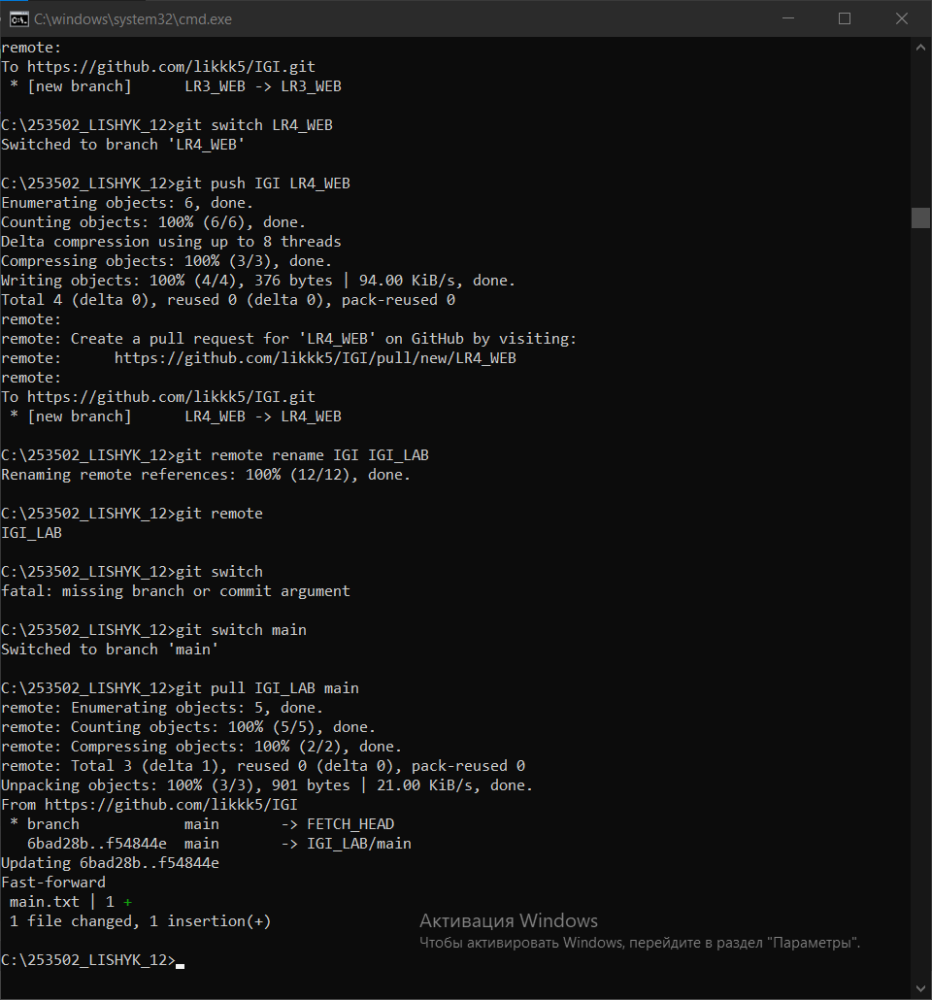 C:\windows\system32\cmd.exe
remote:
To https://github.com/likkk5/IGI.git
 * [new branch]      LR3_WEB -> LR3_WEB
C:\253502_LISHYK_12>git switch LR4_WEB
Switched to branch 'LR4_WEB'
C:\253502_LISHYK_12>git push IGI LR4_WEB
Enumerating objects: 6, done.
Counting objects: 100% (6/6), done.
Delta compression using up to 8 threads
Compressing objects: 100% (3/3), done.
Writing objects: 100% (4/4), 376 bytes | 94.00 KiB/s, done.
Total 4 (delta 0), reused 0 (delta 0), pack-reused 0
remote:
remote: Create a pull request for 'LR4_WEB' on GitHub by visiting:
remote:      https://github.com/likkk5/IGI/pull/new/LR4_WEB
remote:
To https://github.com/likkk5/IGI.git
 * [new branch]      LR4_WEB -> LR4_WEB
C:\253502_LISHYK_12>git remote rename IGI IGI_LAB
Renaming remote references: 100% (12/12), done.
C:\253502_LISHYK_12>git remote
IGI_LAB
C:\253502_LISHYK_12>git switch
fatal: missing branch or commit argument
C:\253502_LISHYK_12>git switch main
Switched to branch 'main'
C:\253502_LISHYK_12>git pull IGI_LAB main
remote: Enumerating objects: 5, done.
remote: Counting objects: 100% (5/5), done.
remote: Compressing objects: 100% (2/2), done.
remote: Total 3 (delta 1), reused 0 (delta 0), pack-reused 0
Unpacking objects: 100% (3/3), 901 bytes | 21.00 KiB/s, done.
From https://github.com/likkk5/IGI
 * branch            main       -> FETCH_HEAD
   6bad28b..f54844e  main       -> IGI_LAB/main
Updating 6bad28b..f54844e
Fast-forward
 main.txt | 1 +
 1 file changed, 1 insertion(+)
Активация Windows
Чтобы активировать Windows, перейдите в раздел "Параметры".
C:\253502_LISHYK_12>